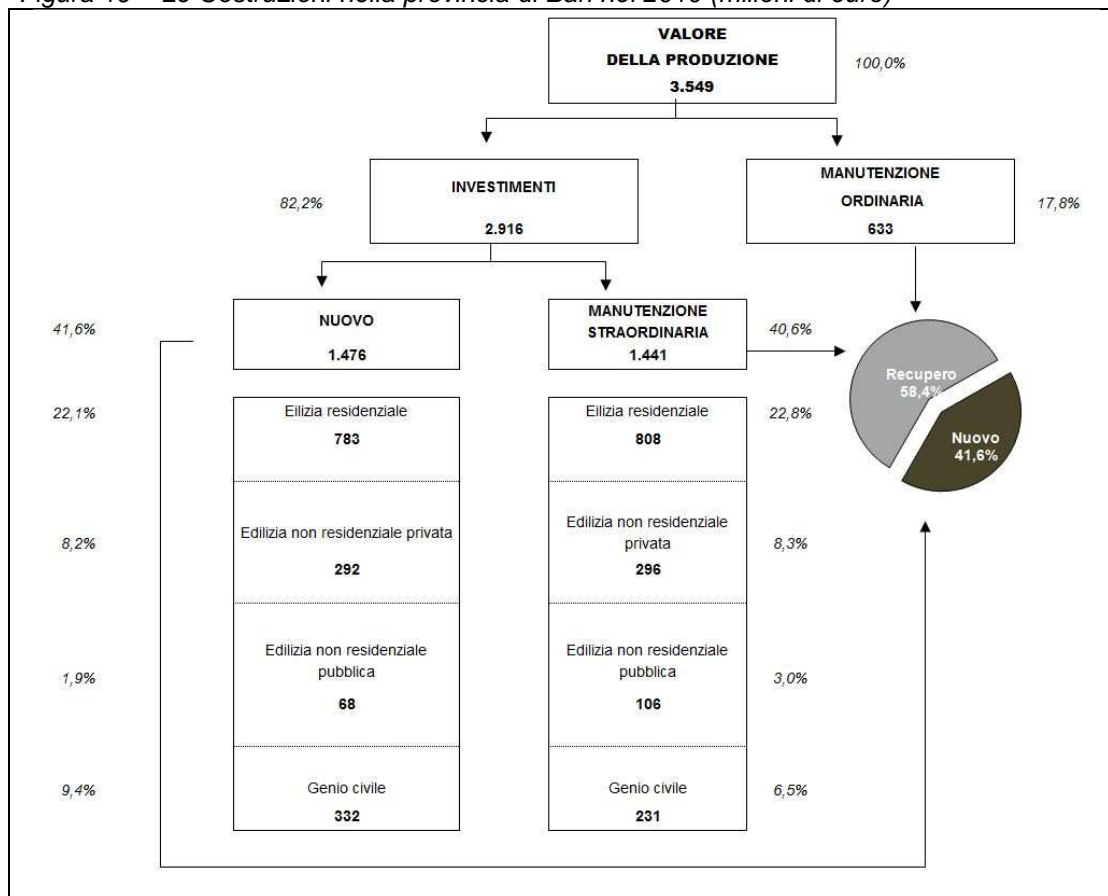 VALORE
DELLA PRODUZIONE
3.549
100,0%
INVESTIMENTI
2.916
82,2%
MANUTENZIONE
ORDINARIA
633
17,8%
41,6%
NUOVO
1.476
MANUTENZIONE
STRAORDINARIA
1.441
40,6%
22,1%
Eilizia residenziale
783
Eilizia residenziale
808
22,8%
Recupero
58,4%
Nuovo
41,6%
8,2%
Edilizia non residenziale privata
292
Edilizia non residenziale
privata
296
8,3%
1,9%
Edilizia non residenziale
pubblica
68
Edilizia non residenziale
pubblica
106
3,0%
9,4%
Genio civile
332
Genio civile
231
6,5%